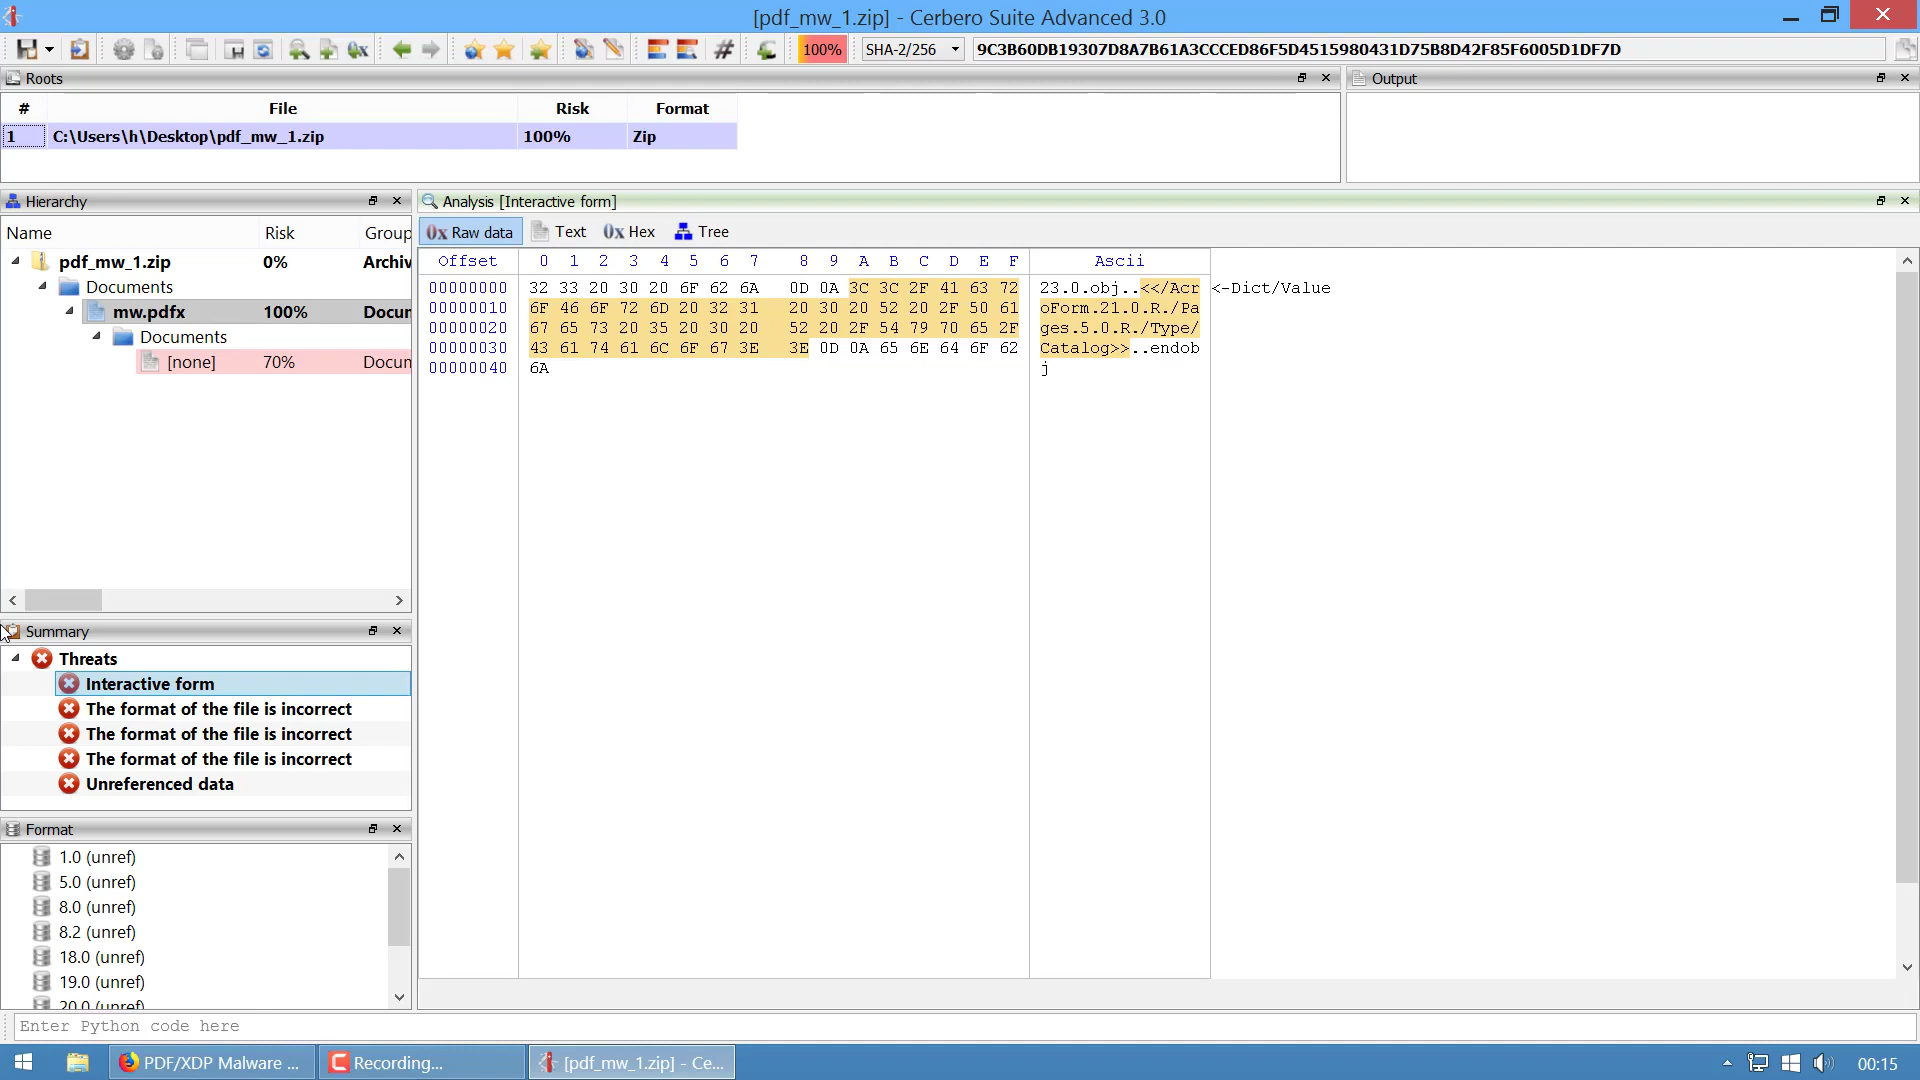 [pdf_mw_1.zip] - Cerbero Suite Advanced 3.0
100% SHA-2/256 9C3B60DB19307D8A7B61A3CCCED86F5D4515980431D75B8D42F85F6005D1DF7D
Roots
# File Risk Format
1 C:\Users\h\Desktop\pdf_mw_1.zip 100% Zip
Output
Hierarchy
Name Risk Group
pdf_mw_1.zip 0% Archiv
Documents
mw.pdfx 100% Docun
Documents
[none] 70% Docun
Summary
Threats
Interactive form
The format of the file is incorrect
The format of the file is incorrect
The format of the file is incorrect
Unreferenced data
Format
1.0 (unref)
5.0 (unref)
8.0 (unref)
8.2 (unref)
18.0 (unref)
19.0 (unref)
20.0 (unref)
Analysis [Interactive form]
0x Raw data Text 0x Hex Tree
Offset 0 1 2 3 4 5 6 7 8 9 A B C D E F Ascii
00000000 32 33 20 30 20 6F 62 6A 0D 0A 3C 3C 2F 41 63 72 23.0.obj..<</Acr <-Dict/Value
00000010 6F 46 6F 72 6D 20 32 31 20 30 20 52 20 2F 50 61 oForm.21.0.R./Pa
00000020 67 65 73 20 35 20 30 20 52 20 2F 54 79 70 65 2F ges.5.0.R./Type/
00000030 43 61 74 61 6C 6F 67 3E 3E 0D 0A 65 6E 64 6F 62 Catalog>>..endob
00000040 6A j
Enter Python code here
PDF/XDP Malware ... Recording... [pdf_mw_1.zip] - Ce... 00:15